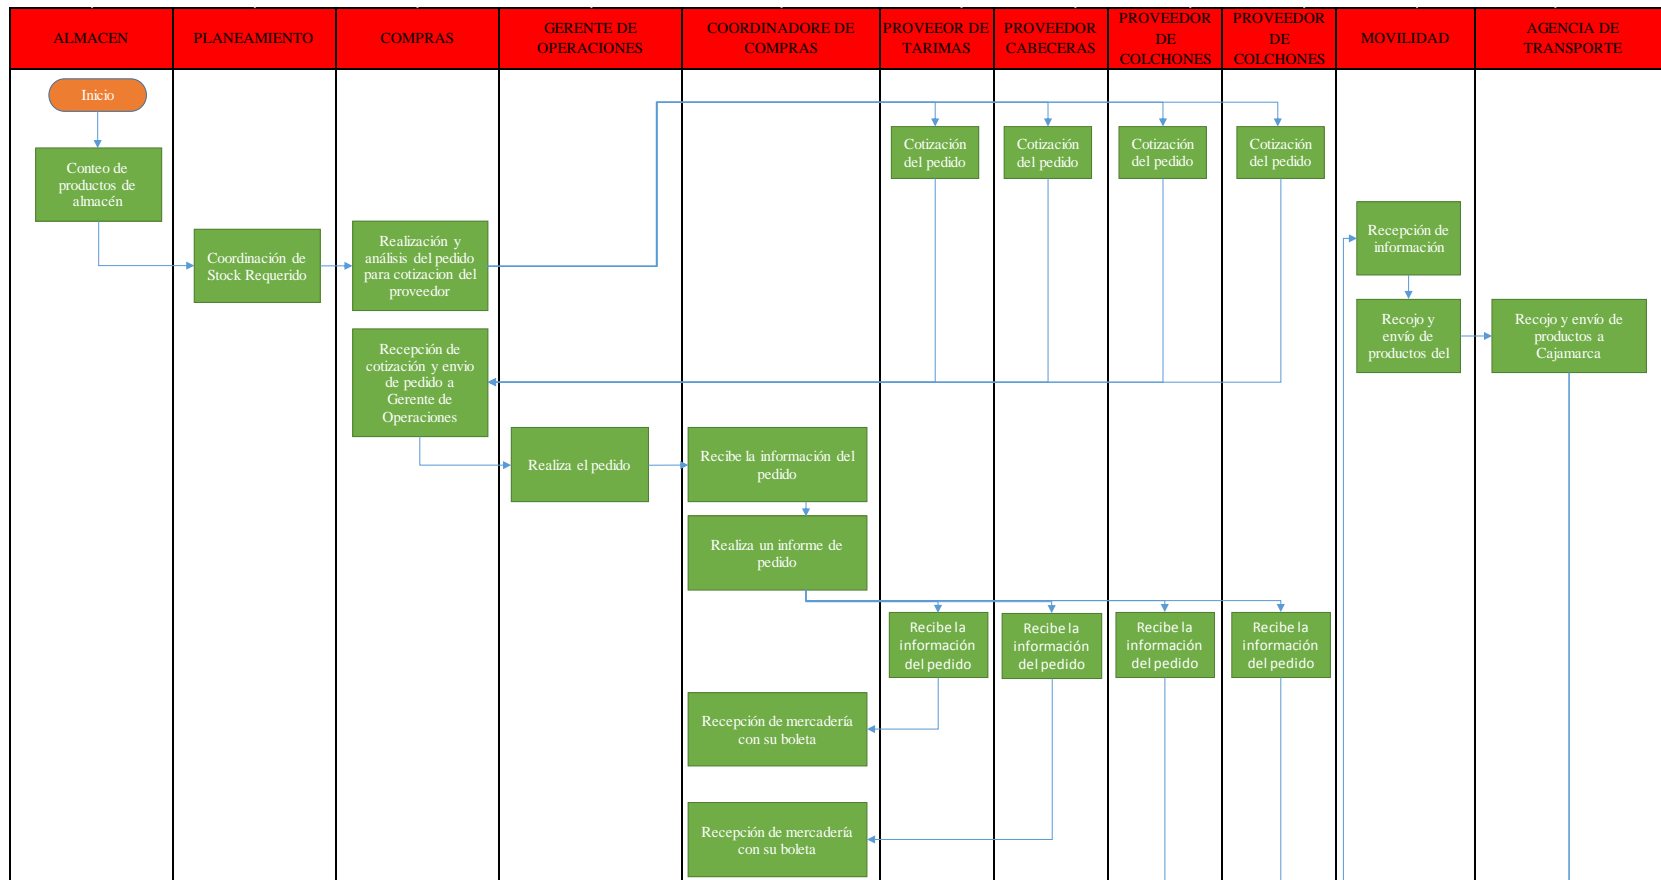 ALMACEN
PLANEAMIENTO
COMPRAS
GERENTE DE
OPERACIONES
COORDINADORE DE
COMPRAS
PROVEEOR DE
TARIMAS
PROVEEDOR
CABECERAS
PROVEEDOR
DE
COLCHONES
PROVEEDOR
DE
COLCHONES
MOVILIDAD
AGENCIA DE
TRANSPORTE
Inicio
Conteo de
productos de
almacén
Coordinación de
Stock Requerido
Realización y
análisis del pedido
para cotizacion del
proveedor
Cotización
del pedido
Cotización
del pedido
Cotización
del pedido
Cotización
del pedido
Recepción de
información
Recojo y
envío de
productos del
Recojo y envío de
productos a
Cajamarca
Recepción de
cotización y envio
de pedido a
Gerente de
Operaciones
Realiza el pedido
Recibe la información del
pedido
Realiza un informe de
pedido
Recibe la
información
del pedido
Recibe la
información
del pedido
Recibe la
información
del pedido
Recibe la
información
del pedido
Recepción de mercadería
con su boleta
Recepción de mercadería
con su boleta